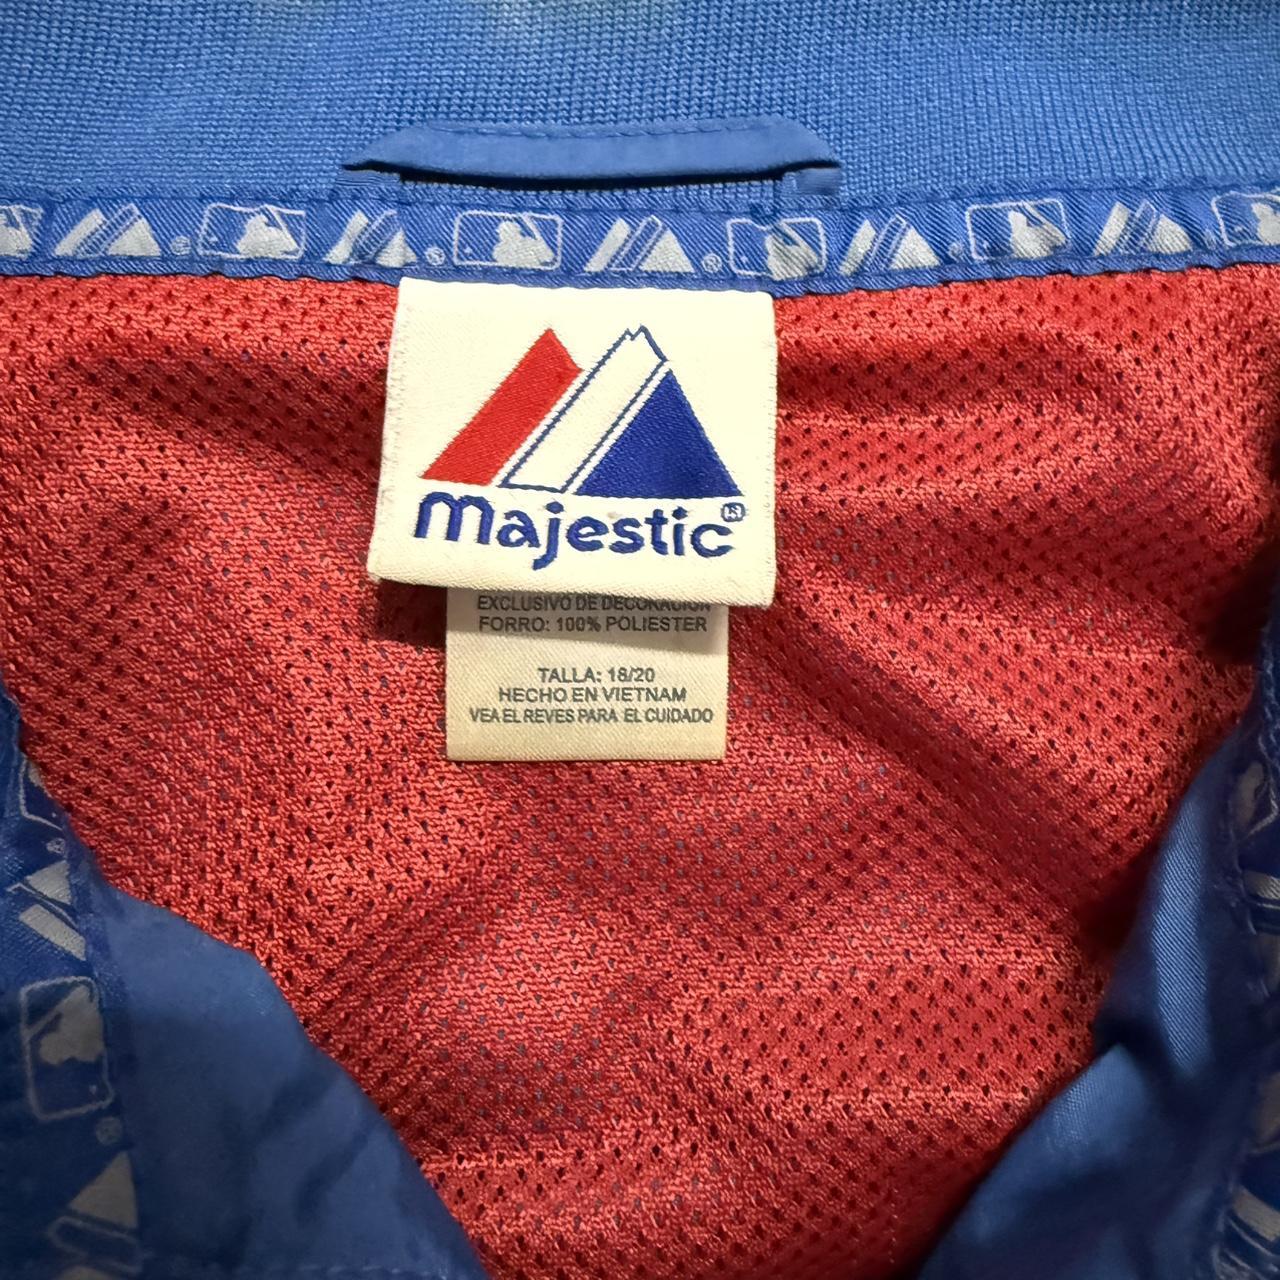 majestic®
EXCLUSIVO DE DECORACION
FORRO: 100% POLIESTER
TALLA: 18/20
HECHO EN VIETNAM
VEA EL REVES PARA EL CUIDADO